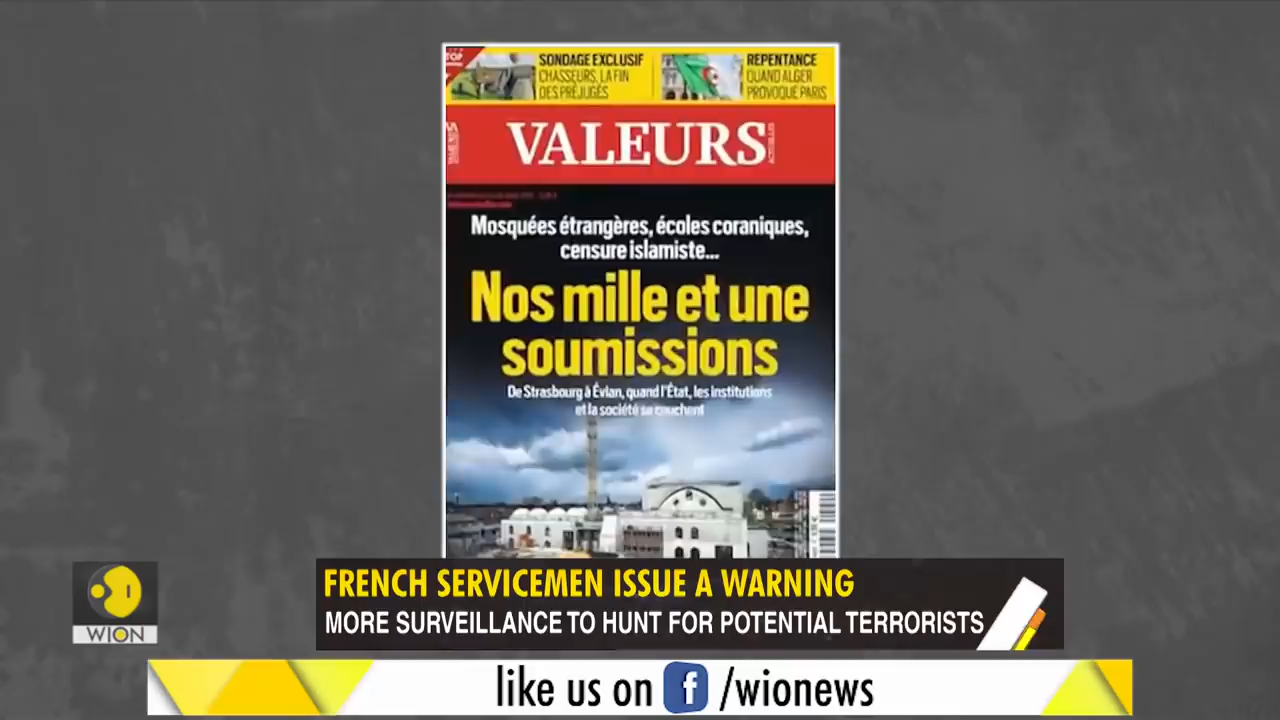 TOP
SONDAGE EXCLUSIF
CHASSEURS, LA FIN
DES PRÉJUGÉS
REPENTANCE
QUAND ALGER
PROVOQUE PARIS
VALEURS
Mosquées étrangères, écoles coraniques,
censure islamiste...
Nos mille et une
soumissions
De Strasbourg à Évian, quand l'État, les institutions
et la société se couchent
FRENCH SERVICEMEN ISSUE A WARNING
MORE SURVEILLANCE TO HUNT FOR POTENTIAL TERRORISTS
WION
like us on f /wionews